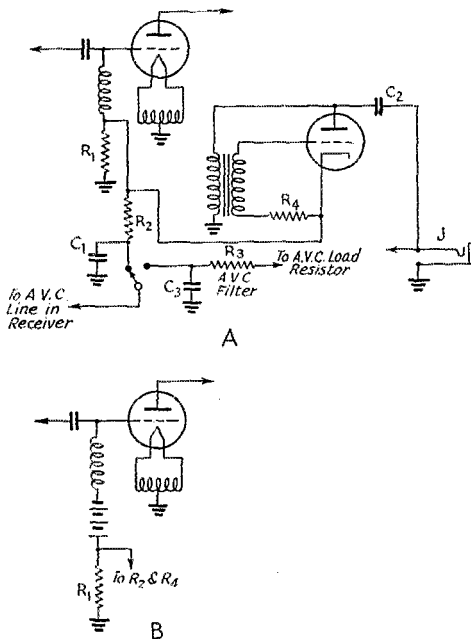 C2
R1
R4
R2
J
C1
R3
To A.V.C. Load
Resistor
A V C
Filter
C3
To A V.C.
Line in
Receiver
A
To R2 & R4
R1
B